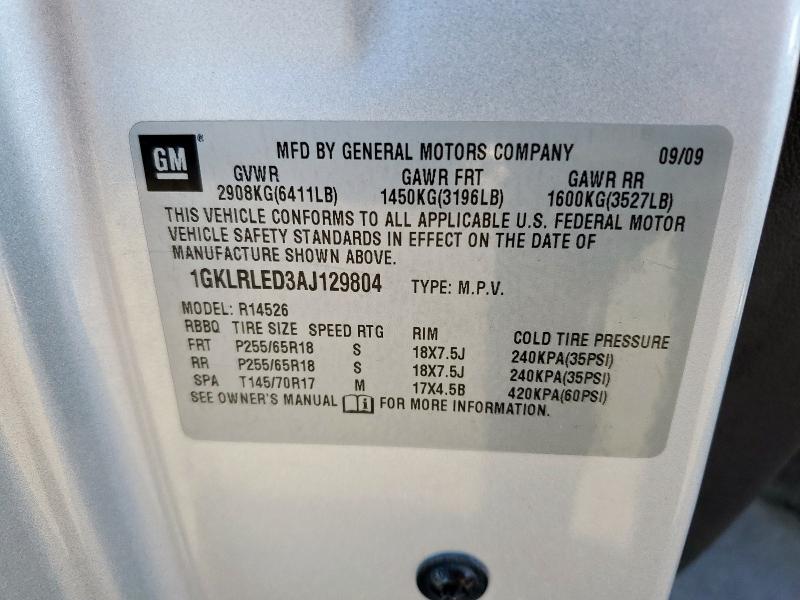 GM ® MFD BY GENERAL MOTORS COMPANY 09/09
GVWR GAWR FRT GAWR RR
2908KG(6411LB) 1450KG(3196LB) 1600KG(3527LB)
THIS VEHICLE CONFORMS TO ALL APPLICABLE U.S. FEDERAL MOTOR
VEHICLE SAFETY STANDARDS IN EFFECT ON THE DATE OF
MANUFACTURE SHOWN ABOVE.
1GKLRLED3AJ129804 TYPE: M.P.V.
MODEL: R14526
RBBQ TIRE SIZE SPEED RTG RIM COLD TIRE PRESSURE
FRT P255/65R18 S 18X7.5J 240KPA(35PSI)
RR P255/65R18 S 18X7.5J 240KPA(35PSI)
SPA T145/70R17 M 17X4.5B 420KPA(60PSI)
SEE OWNER'S MANUAL i FOR MORE INFORMATION.